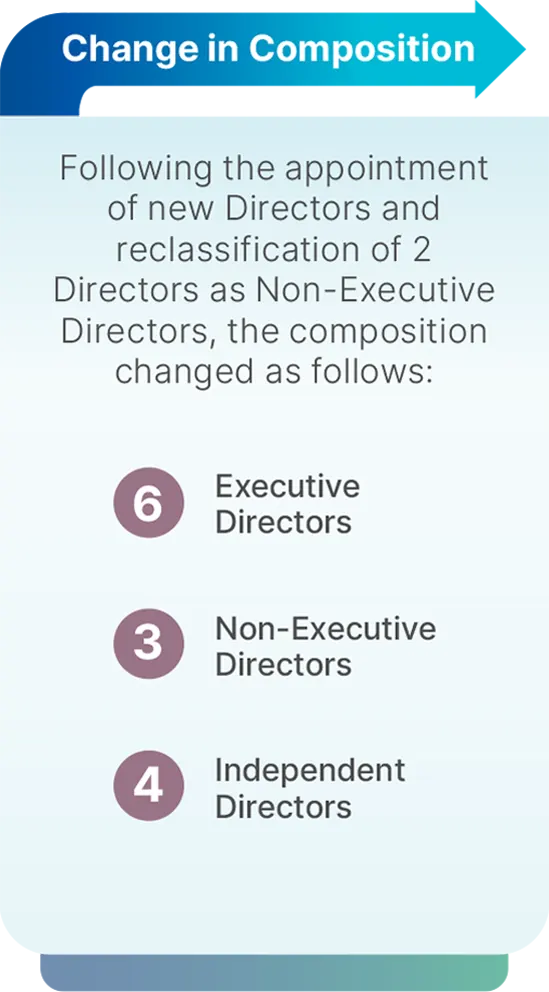 Change in Composition
Following the appointment
of new Directors and
reclassification of 2
Directors as Non-Executive
Directors, the composition
changed as follows:
6 Executive
Directors
3 Non-Executive
Directors
4 Independent
Directors